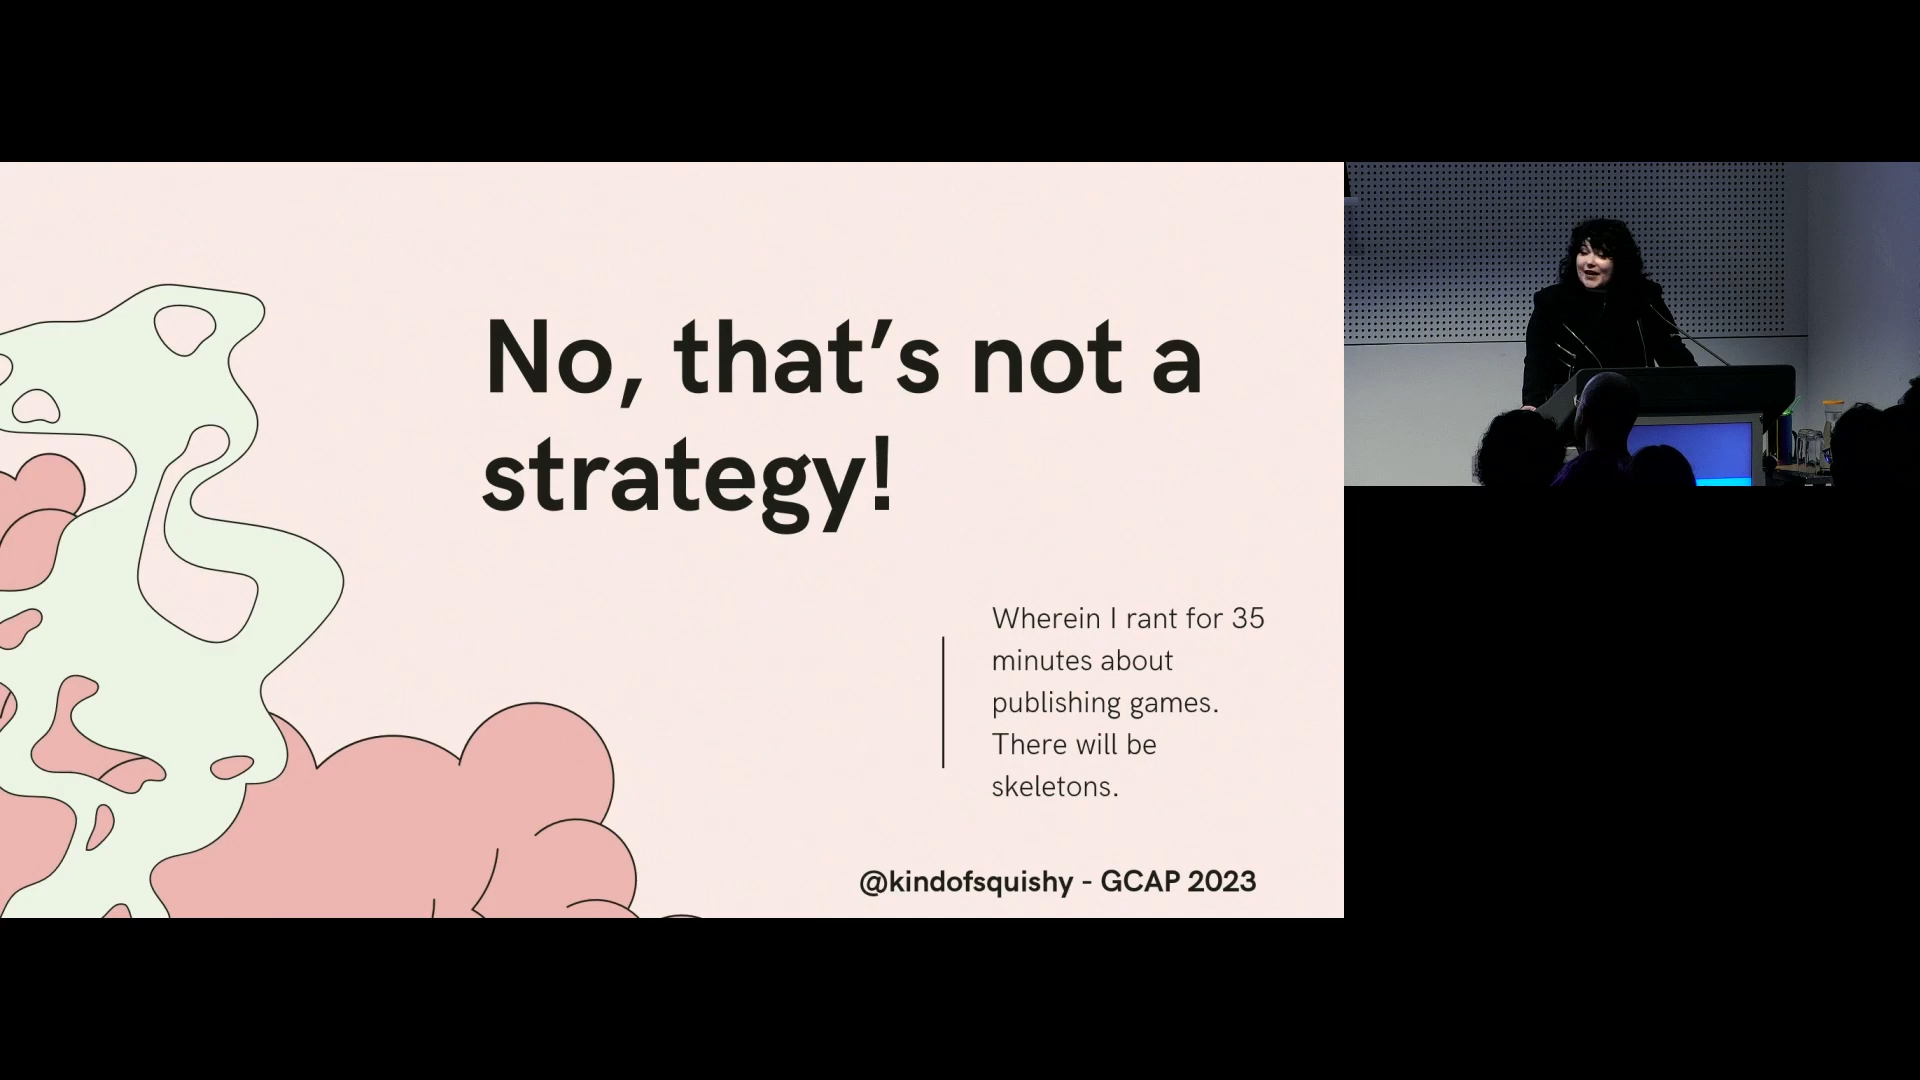 No, that’s not a
strategy!
Wherein I rant for 35
minutes about
publishing games.
There will be
skeletons.
@kindofsquishy - GCAP 2023